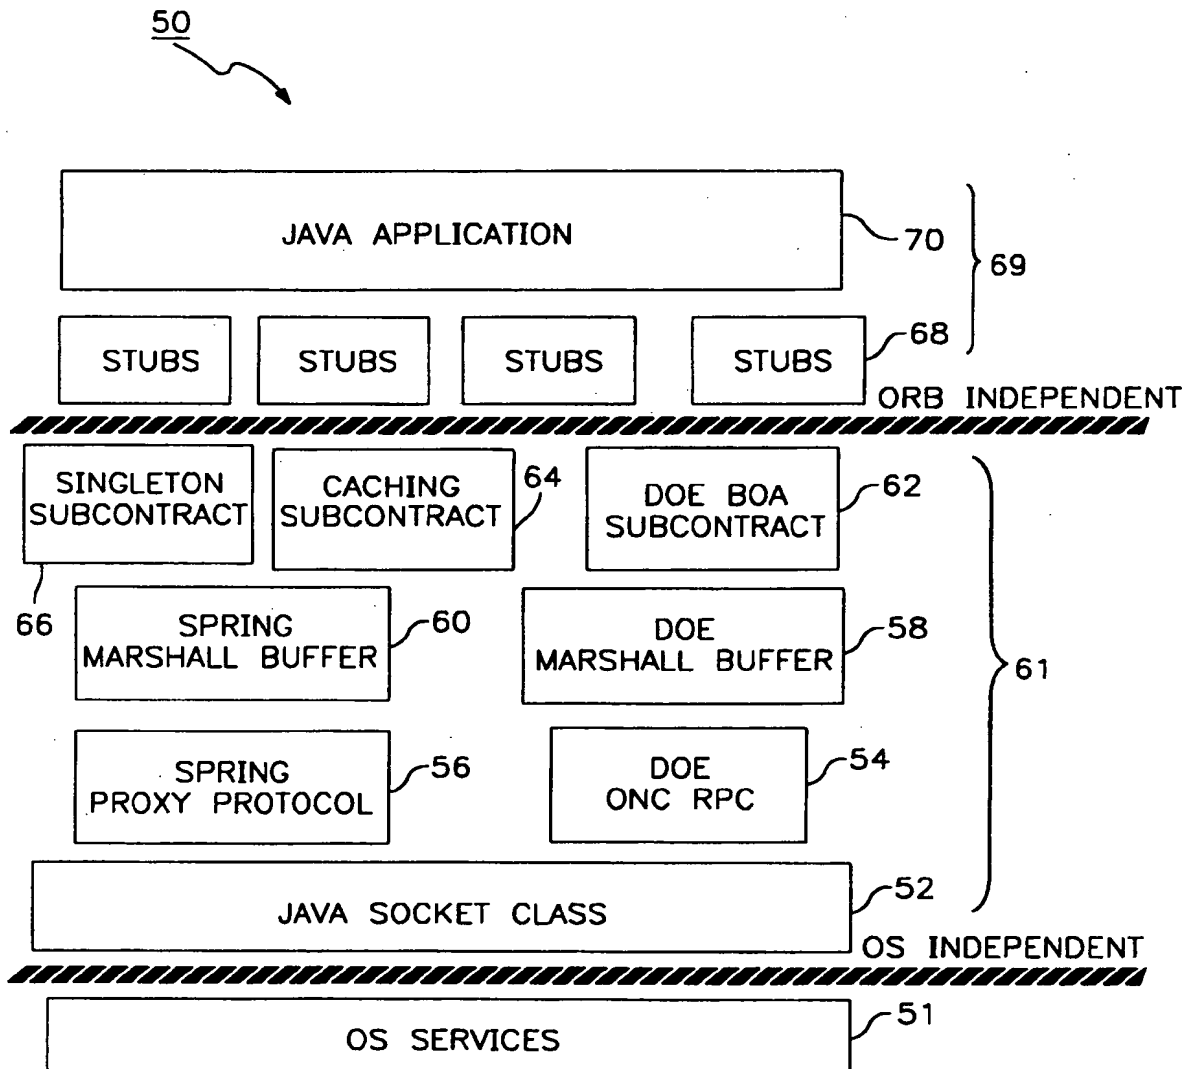 50
JAVA APPLICATION
70
69
STUBS
STUBS
STUBS
STUBS
68
ORB INDEPENDENT
SINGLETON
SUBCONTRACT
66
CACHING
SUBCONTRACT
64
DOE BOA
SUBCONTRACT
62
61
SPRING
MARSHALL BUFFER
60
DOE
MARSHALL BUFFER
58
SPRING
PROXY PROTOCOL
56
DOE
ONC RPC
54
JAVA SOCKET CLASS
52
OS INDEPENDENT
OS SERVICES
51